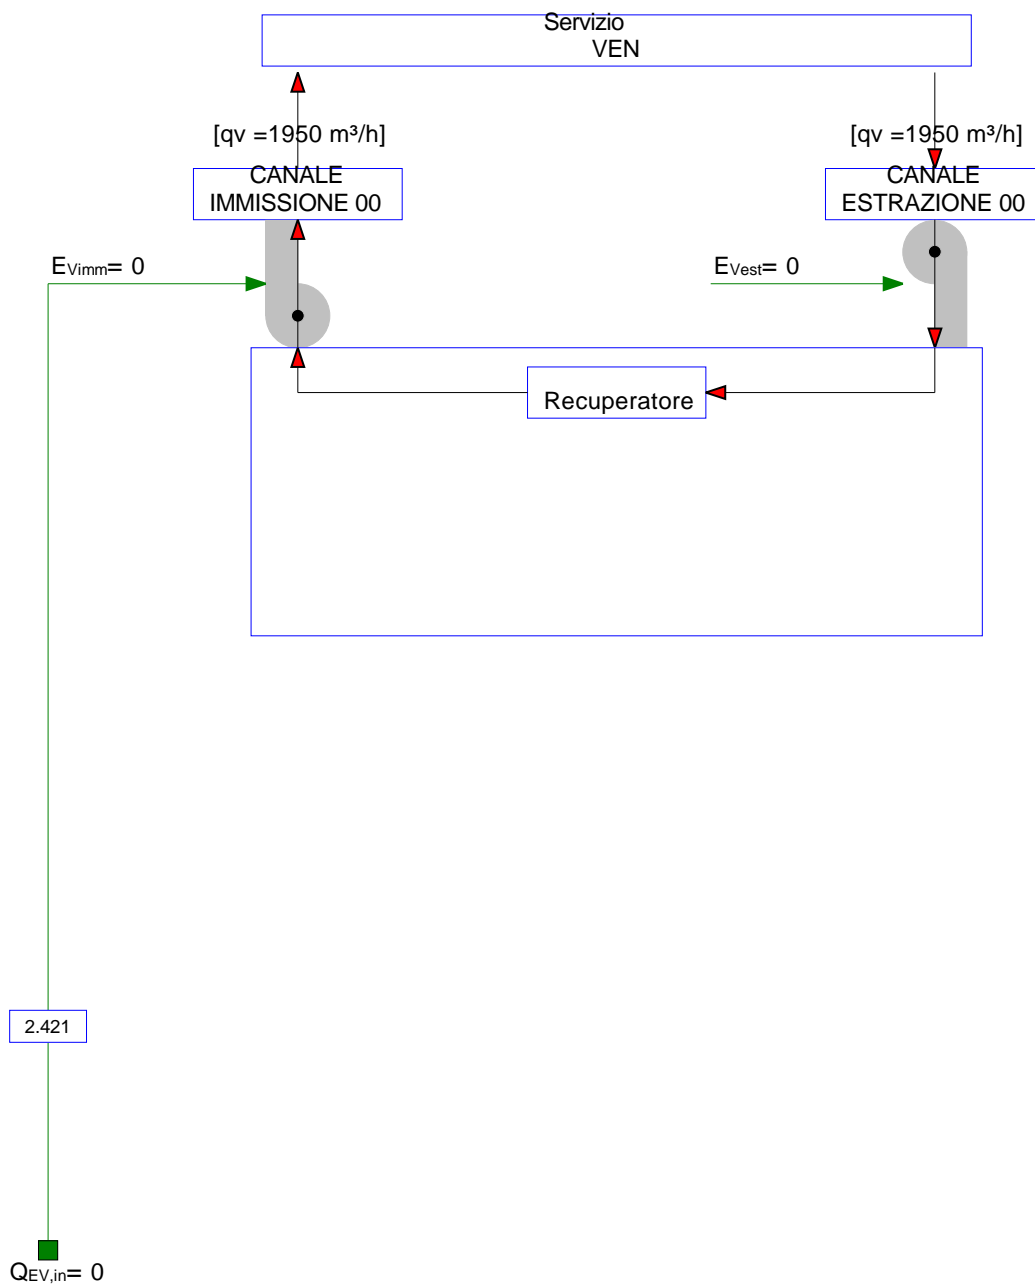 Servizio
VEN
[qv =1950 m³/h]
[qv =1950 m³/h]
CANALE
IMMISSIONE 00
CANALE
ESTRAZIONE 00
EVimm= 0
EVest= 0
Recuperatore
2.421
QEV,in= 0